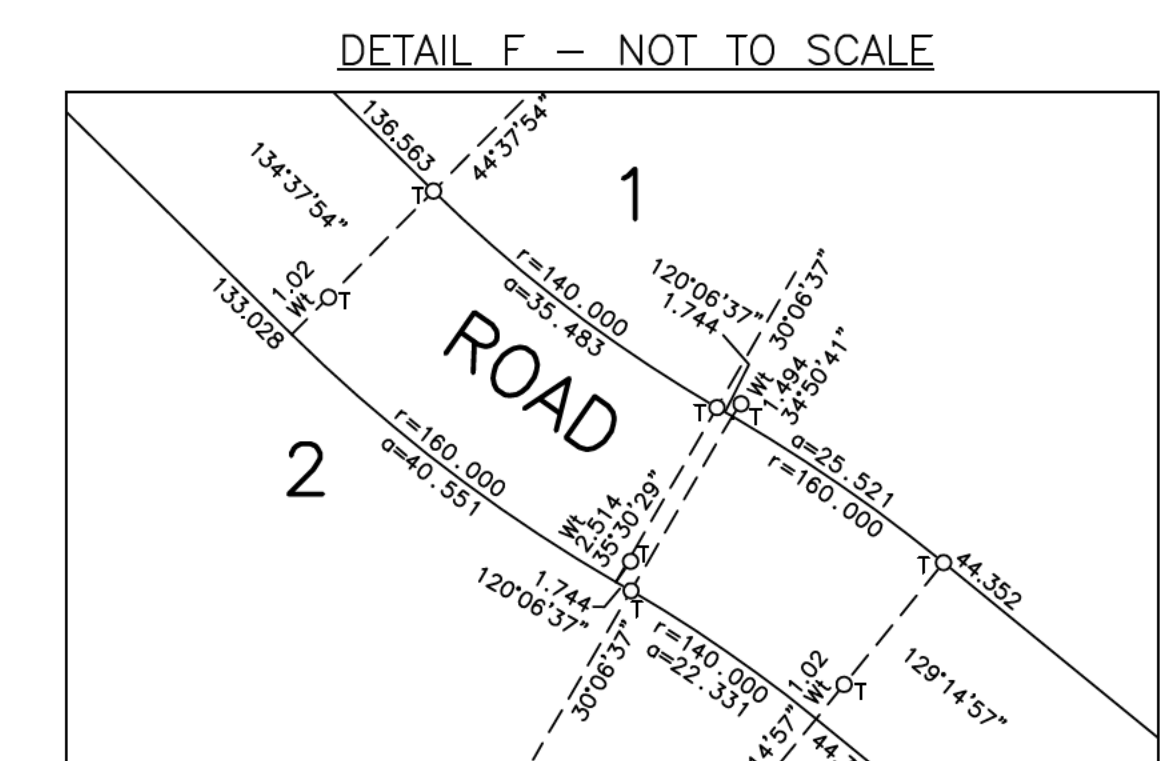 DETAIL F – NOT TO SCALE
136.563
44°37'54"
134°37'54"
T
1
1.02
Wt
T
133.028
r=140.000
a=35.483
120°06'37"
1.744
30°06'37"
ROAD
Wt
1.494
34°50'41"
T
T
a=25.521
r=160.000
r=160.000
a=40.551
2
Wt
2.514
35°30'29"
T
T
44.352
1.744
120°06'37"
T
30°06'37"
r=140.000
a=22.331
1.02
Wt
T
129°14'57"